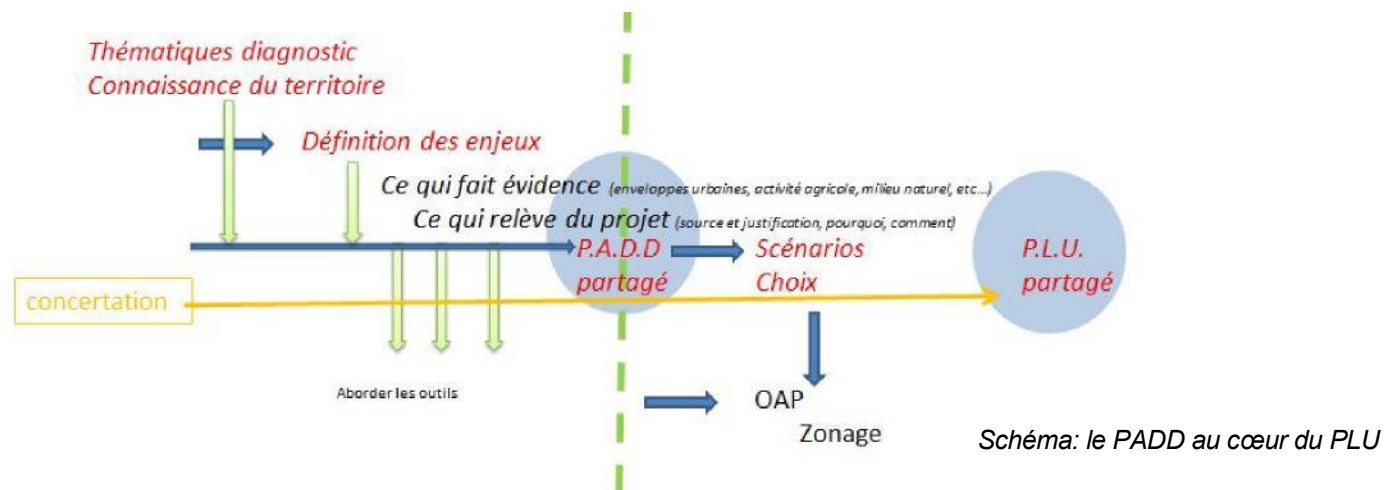 Thématiques diagnostic
Connaissance du territoire
Définition des enjeux
Ce qui fait évidence (enveloppes urbaines, activité agricole, milieu naturel, etc...)
Ce qui relève du projet (source et justification, pourquoi, comment)
P.A.D.D
partagé
Scénarios
Choix
P.L.U.
partagé
concertation
Aborder les outils
OAP
Zonage
Schéma: le PADD au cœur du PLU